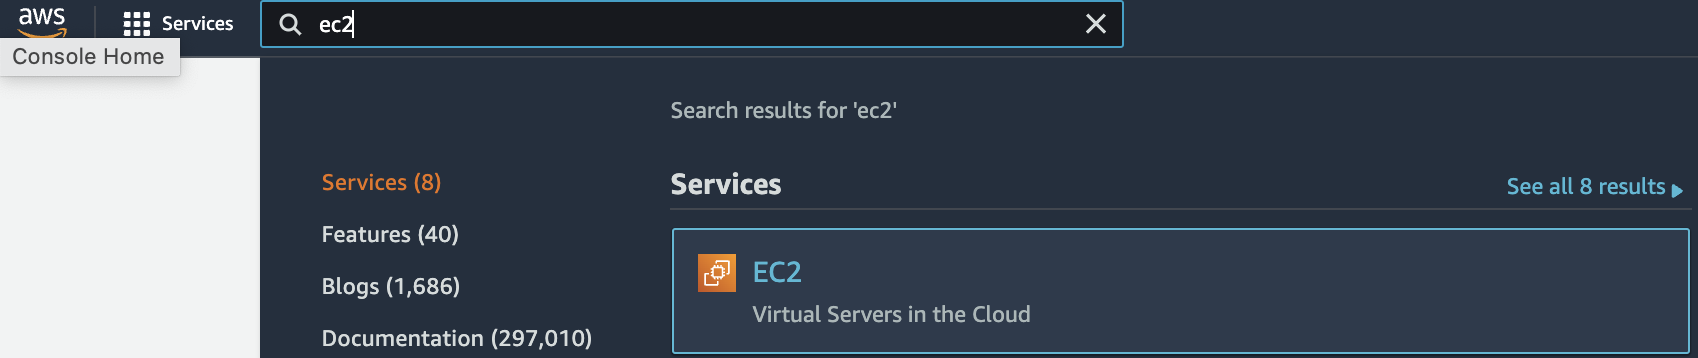 aws
Services
ec2
Console Home
Search results for 'ec2'
Services (8)
Features (40)
Blogs (1,686)
Documentation (297,010)
Services
See all 8 results
EC2
Virtual Servers in the Cloud